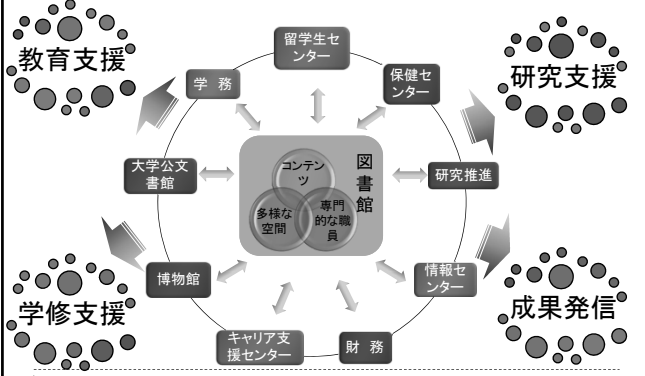 教育支援
留学生セ
ンター
保健セ
ンター
研究支援
学 務
大学公文
書館
コンテン
ツ
図書館
多様な
空間
専門
的な職
員
研究推進
博物館
情報セ
ンター
学修支援
成果発信
キャリア支
援センター
財 務